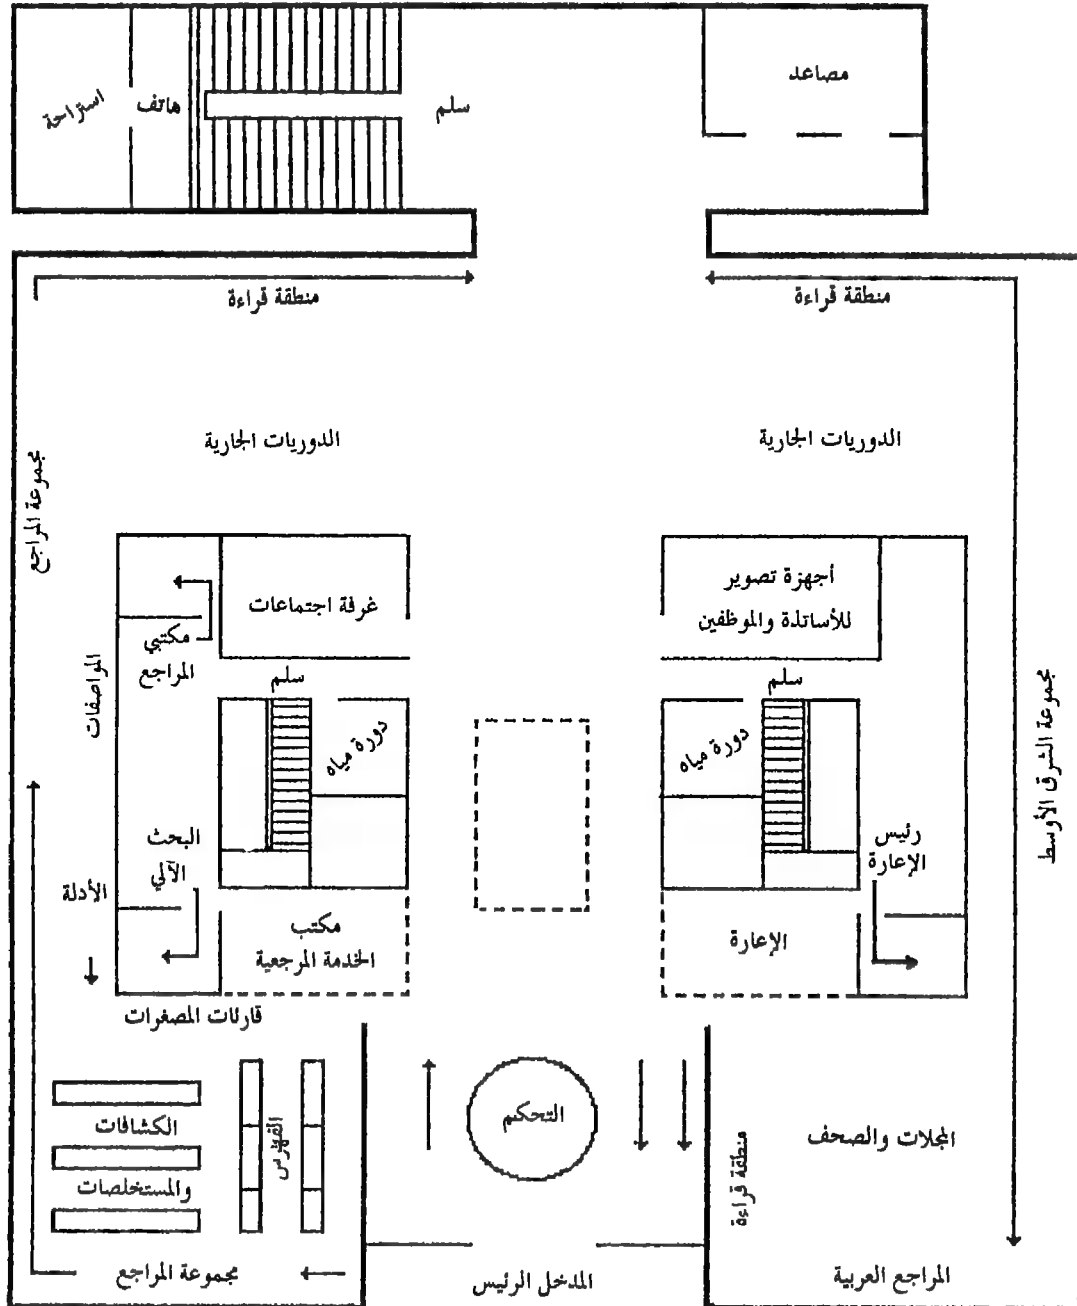 مصاعد
سلم
هاتف
استراحة
منطقة قراءة
منطقة قراءة
الدوريات الجارية
الدوريات الجارية
مجموعة المراجع
أجهزة تصوير
للأساتذة والموظفين
غرفة اجتماعات
مكتبي
المراجع
المواصفات
سلم
سلم
دورة مياه
دورة مياه
مجموعة الشرق الأوسط
رئيس
الإعارة
البحث
الآلي
الأدلة
الإعارة
مكتب
الخدمة المرجعية
قارئات المصغرات
التحكم
المجلات والصحف
منطقة قراءة
الفهرس
الكشافات
والمستخلصات
المراجع العربية
المدخل الرئيس
مجموعة المراجع